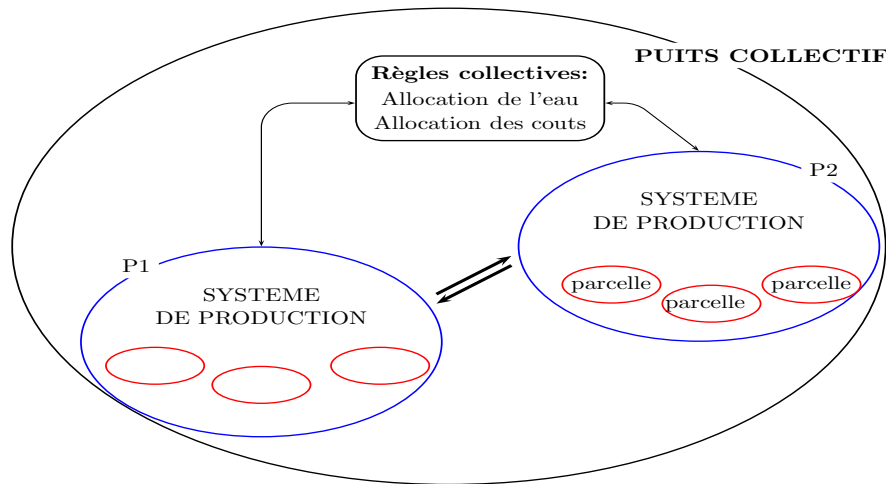 PUITS COLLECTIF
Règles collectives:
Allocation de l'eau
Allocation des couts
P2
SYSTEME
DE PRODUCTION
parcelle
parcelle
parcelle
P1
SYSTEME
DE PRODUCTION